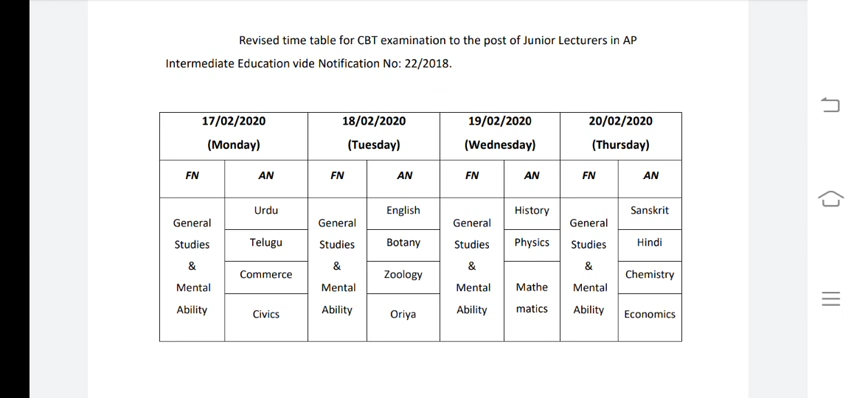 Revised time table for CBT examination to the post of Junior Lecturers in AP
Intermediate Education vide Notification No: 22/2018.
17/02/2020 18/02/2020 19/02/2020 20/02/2020
(Monday) (Tuesday) (Wednesday) (Thursday)
FN AN FN AN FN AN FN AN
Urdu English History Sanskrit
General General General General
Studies Telugu Studies Botany Studies Physics Studies Hindi
& & & &
Commerce Zoology Chemistry
Mental Mental Mental Mathe Mental
Ability Civics Ability Oriya Ability matics Ability Economics